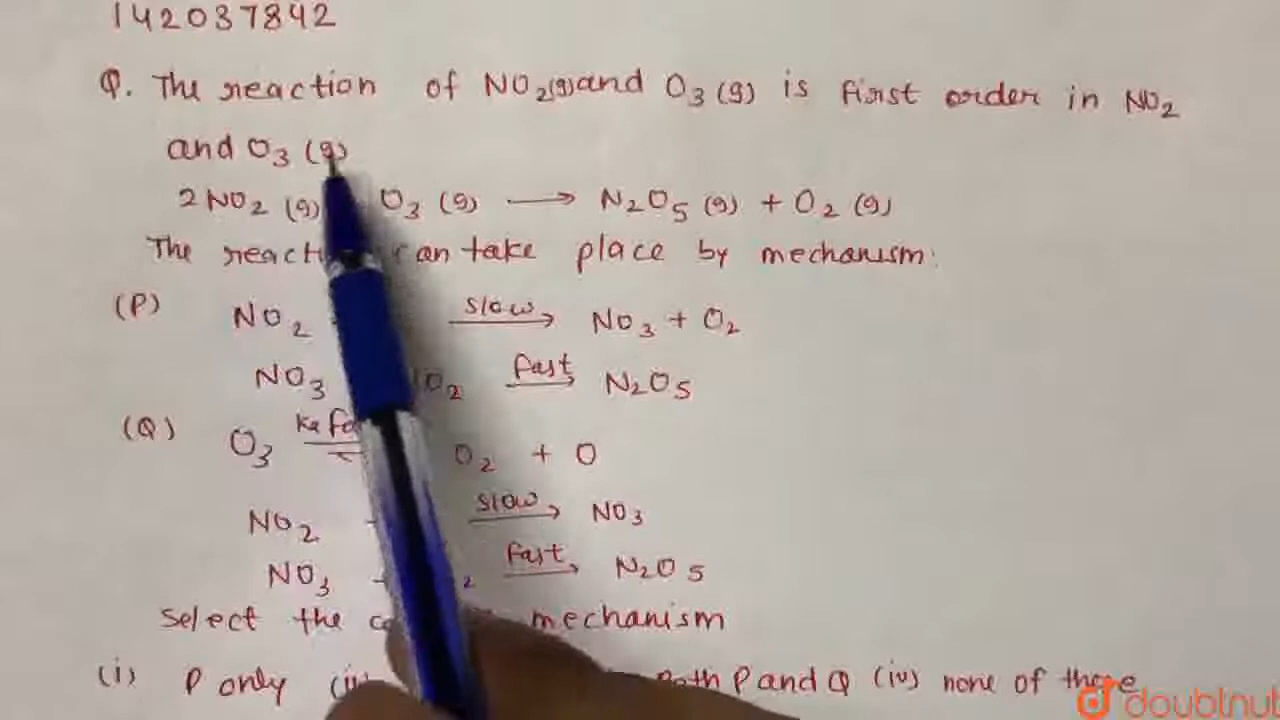 142037842
Q. The reaction of NO2(g) and O3 (g) is first order in NO2
and O3 (g)
2NO2 (g) O3 (g) ⟶ N2O5 (g) + O2 (g)
The can take place by mechanism:
(P) NO2 slow ⟶ NO3 + O2
NO3 fast ⟶ N2O5
(Q) O3 O2 + O
NO2 slow ⟶ NO3
NO3 + fast ⟶ N2O5
Select the mechanism
(i) P only P and Q (iv) none of these
doubtnut